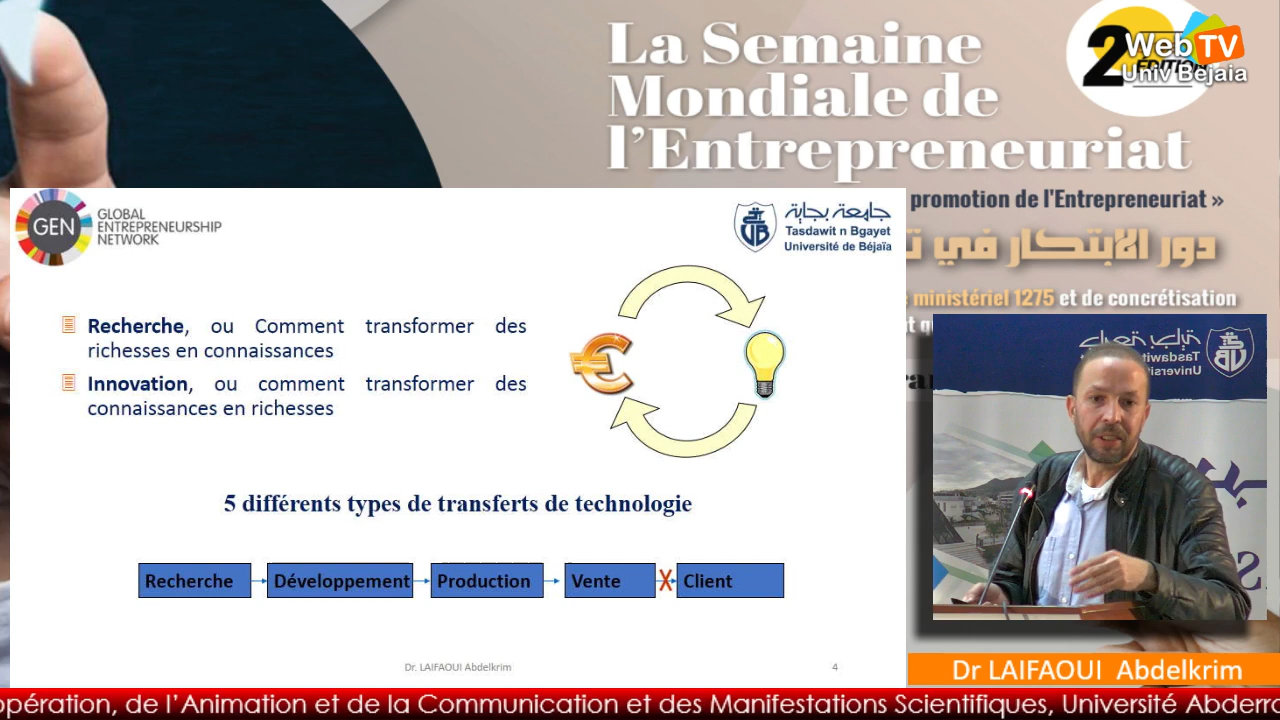 La Semaine
Mondiale de
l'Entrepreneuriat
2
EDITION
Web TV
Univ Bejaia
promotion de l'Entrepreneuriat »
دور الابتكار في
ministériel 1275 et de concrétisation
GEN
GLOBAL
ENTREPRENEURSHIP
NETWORK
جامعة بجاية
Tasdawit n Bgayet
Université de Béjaïa
Recherche, ou Comment transformer des
richesses en connaissances
Innovation, ou comment transformer des
connaissances en richesses
5 différents types de transferts de technologie
Recherche
Développement
Production
Vente
X
Client
Dr. LAIFAOUI Abdelkrim
4
Dr LAIFAOUI Abdelkrim
opération, de l'Animation et de la Communication et des Manifestations Scientifiques, Université Abderra